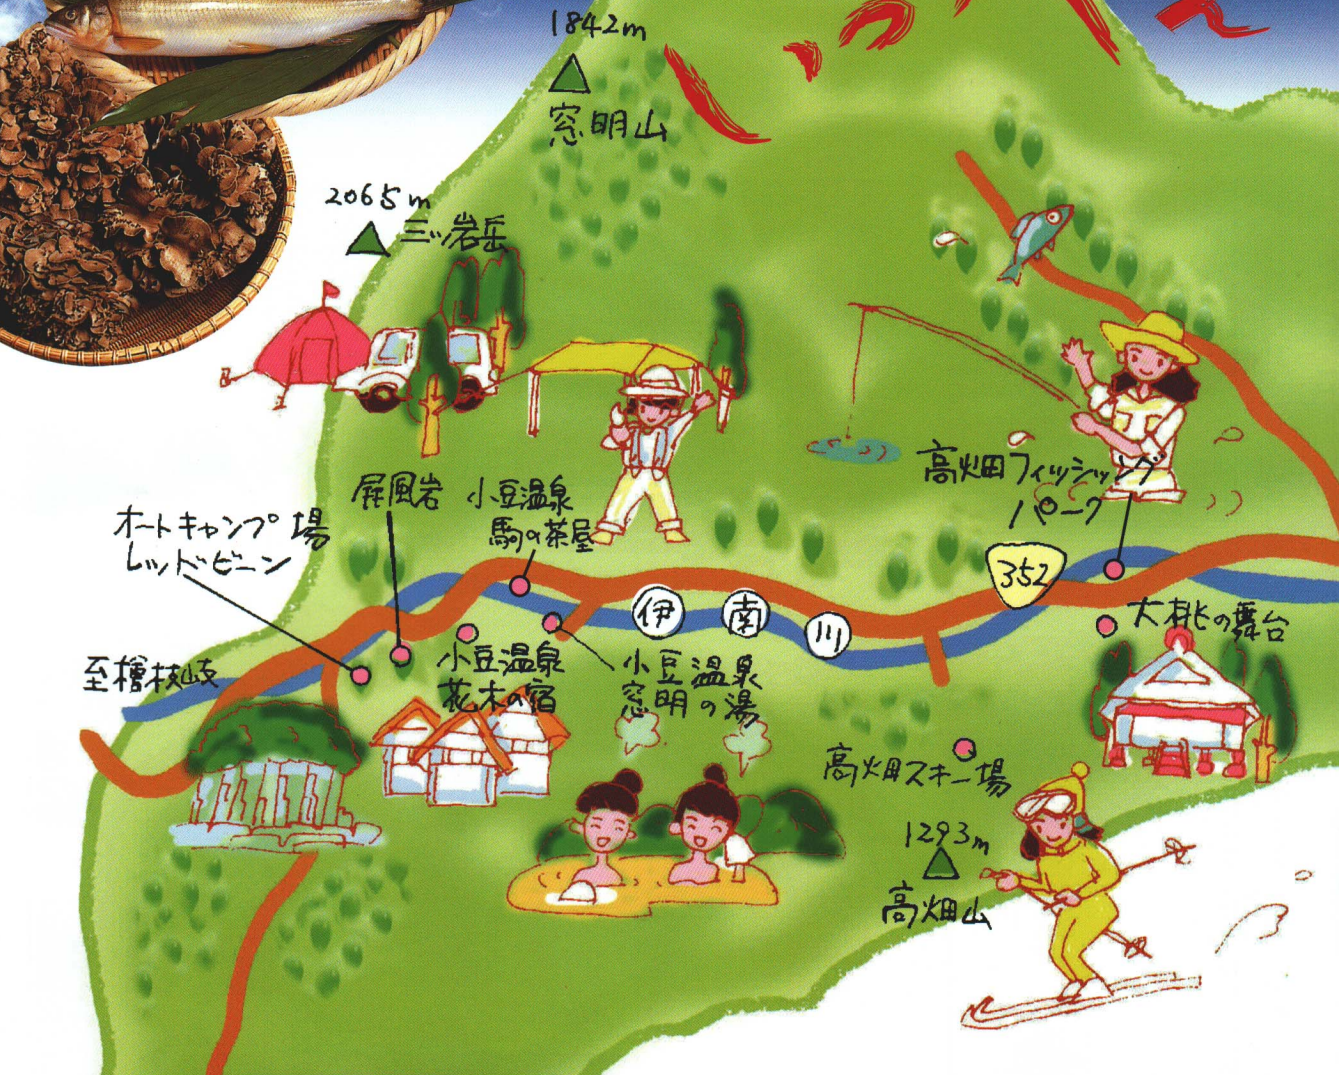 1842m
窓明山
2065m
三ッ岩岳
高畑フィッシング
パーク
屏風岩
小豆温泉
駒の茶屋
オートキャンプ場
レッドビーン
352
伊南川
大桃の舞台
至檜枝岐
小豆温泉
花木の宿
小豆温泉
窓明の湯
高畑スキー場
1293m
高畑山